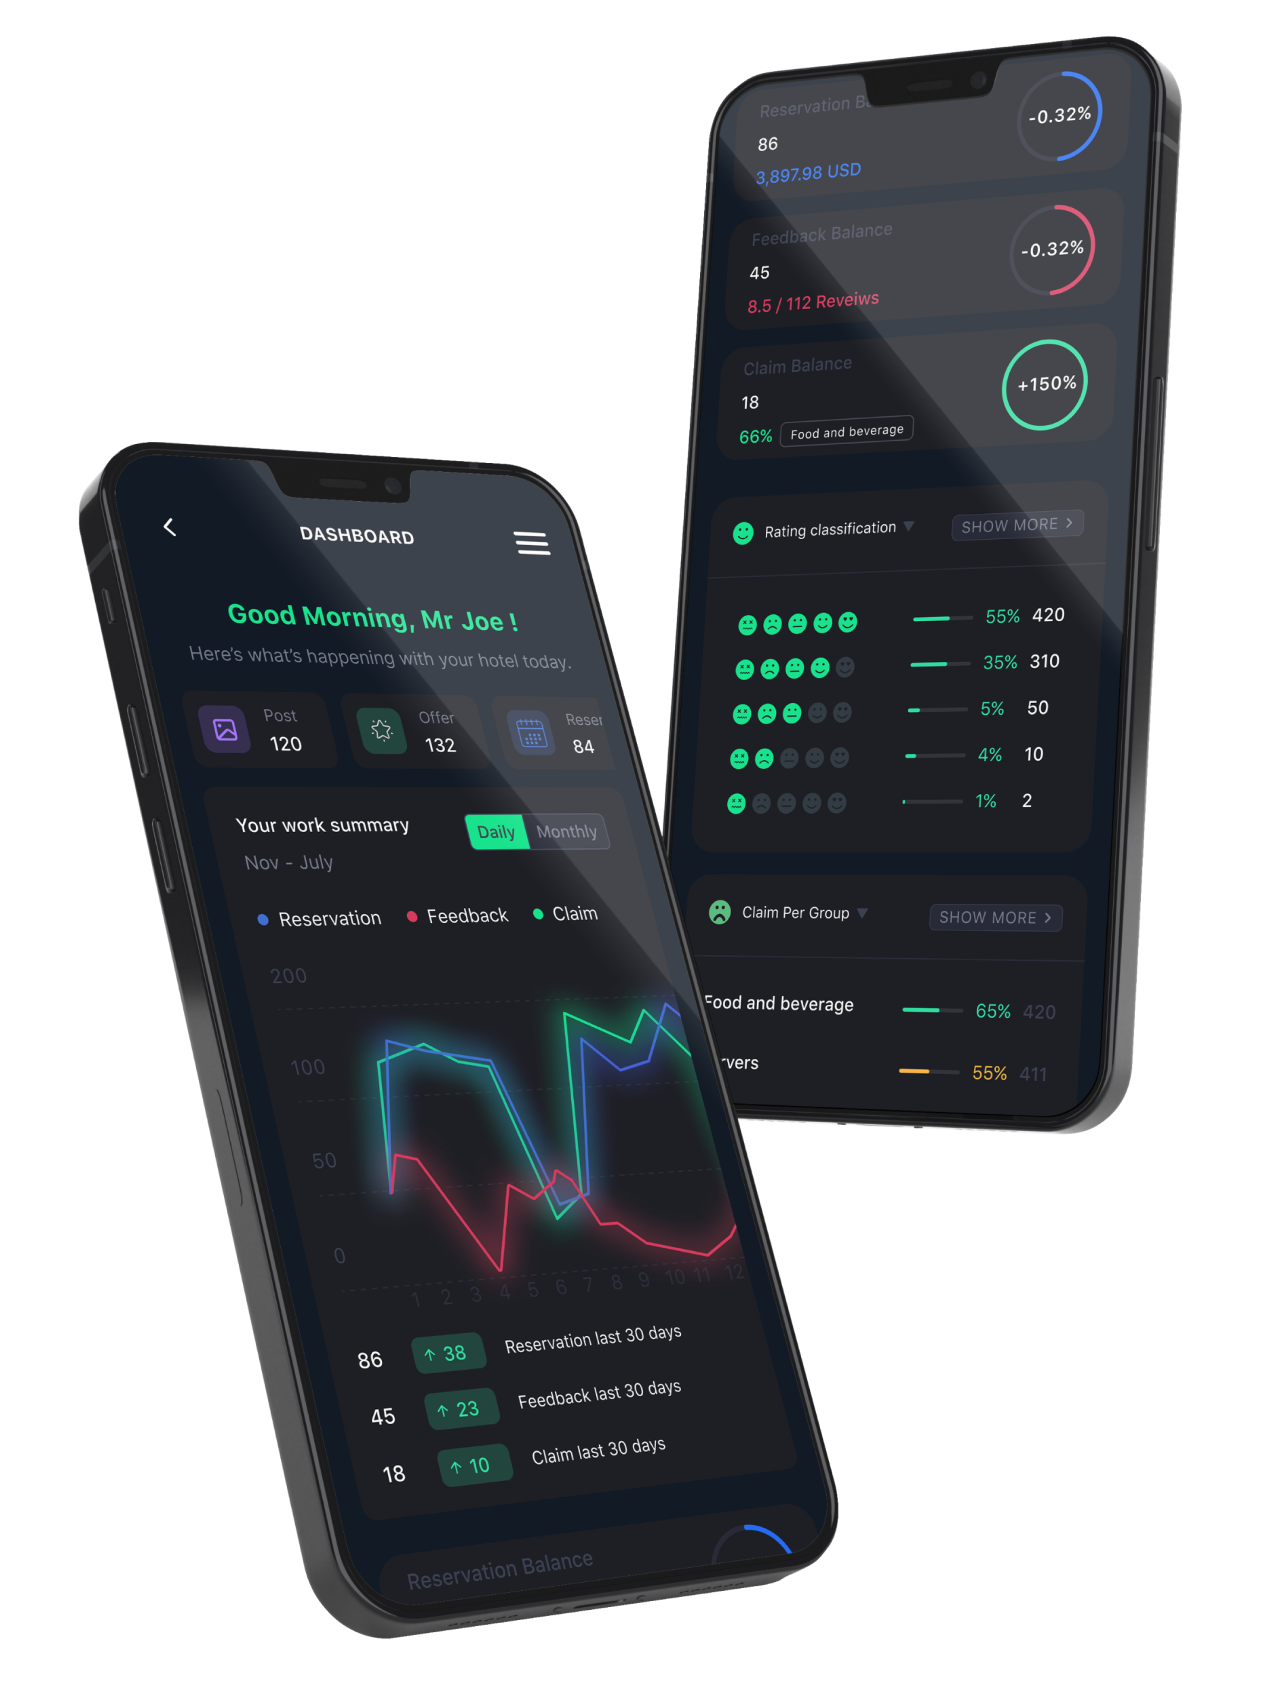 DASHBOARD
Good Morning, Mr Joe !
Here's what's happening with your hotel today.
Post
120
Offer
132
Reser
84
Your work summary
Daily
Monthly
Nov - July
Reservation
Feedback
Claim
200
100
50
0
1 2 3 4 5 6 7 8 9 10 11 12
86
↑ 38
Reservation last 30 days
45
↑ 23
Feedback last 30 days
18
↑ 10
Claim last 30 days
Reservation Balance
Reservation Ba
86
3,897.98 USD
-0.32%
Feedback Balance
45
8.5 / 112 Reveiws
-0.32%
Claim Balance
18
66% Food and beverage
+150%
Rating classification
SHOW MORE >
55% 420
35% 310
5% 50
4% 10
1% 2
Claim Per Group
SHOW MORE >
Food and beverage
65% 420
rvers
55% 411